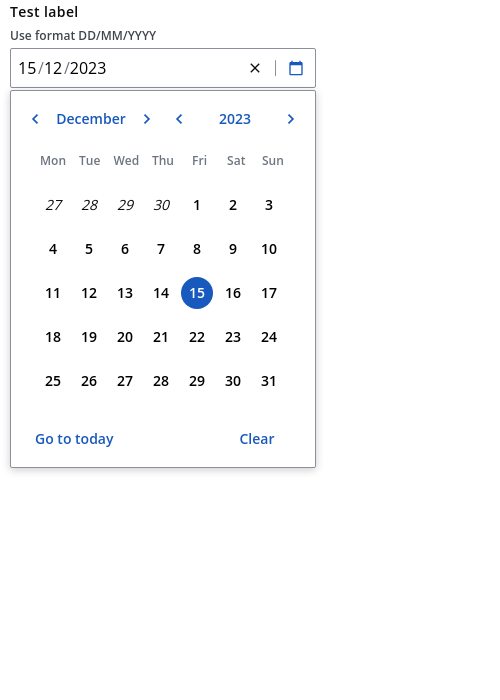 Test label
Use format DD/MM/YYYY
15/12/2023
December 2023
Mon Tue Wed Thu Fri Sat Sun
27 28 29 30 1 2 3
4 5 6 7 8 9 10
11 12 13 14 15 16 17
18 19 20 21 22 23 24
25 26 27 28 29 30 31
Go to today Clear